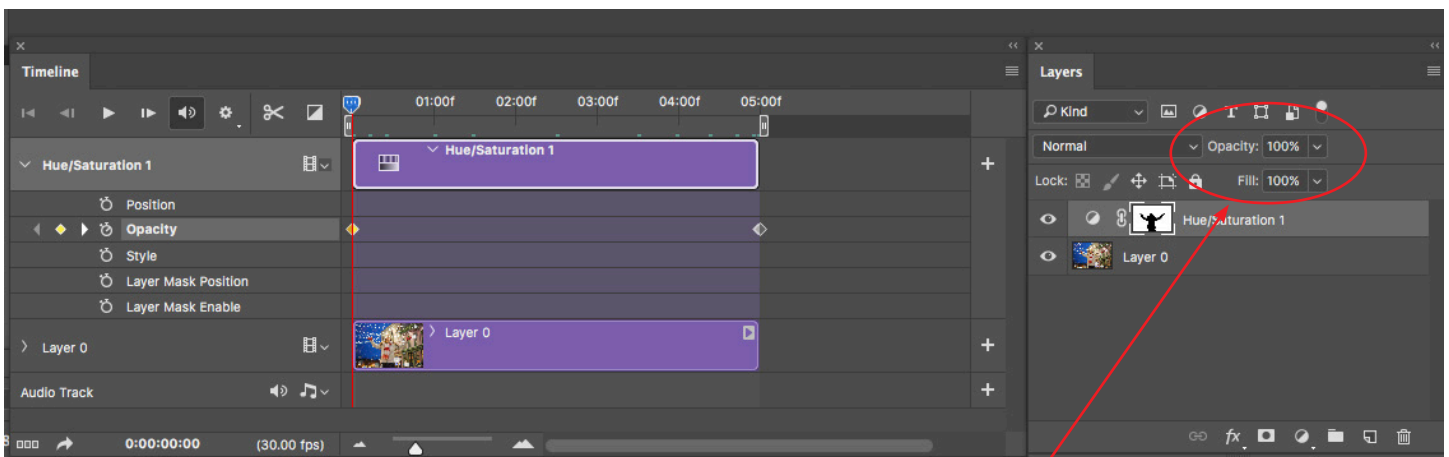 Timeline
01:00f 02:00f 03:00f 04:00f 05:00f
Hue/Saturation 1
Hue/Saturation 1
Position
Opacity
Style
Layer Mask Position
Layer Mask Enable
Layer 0
Layer 0
Audio Track
0:00:00:00 (30.00 fps)
Layers
Kind
Normal Opacity: 100%
Lock: Fill: 100%
Hue/Saturation 1
Layer 0
fx